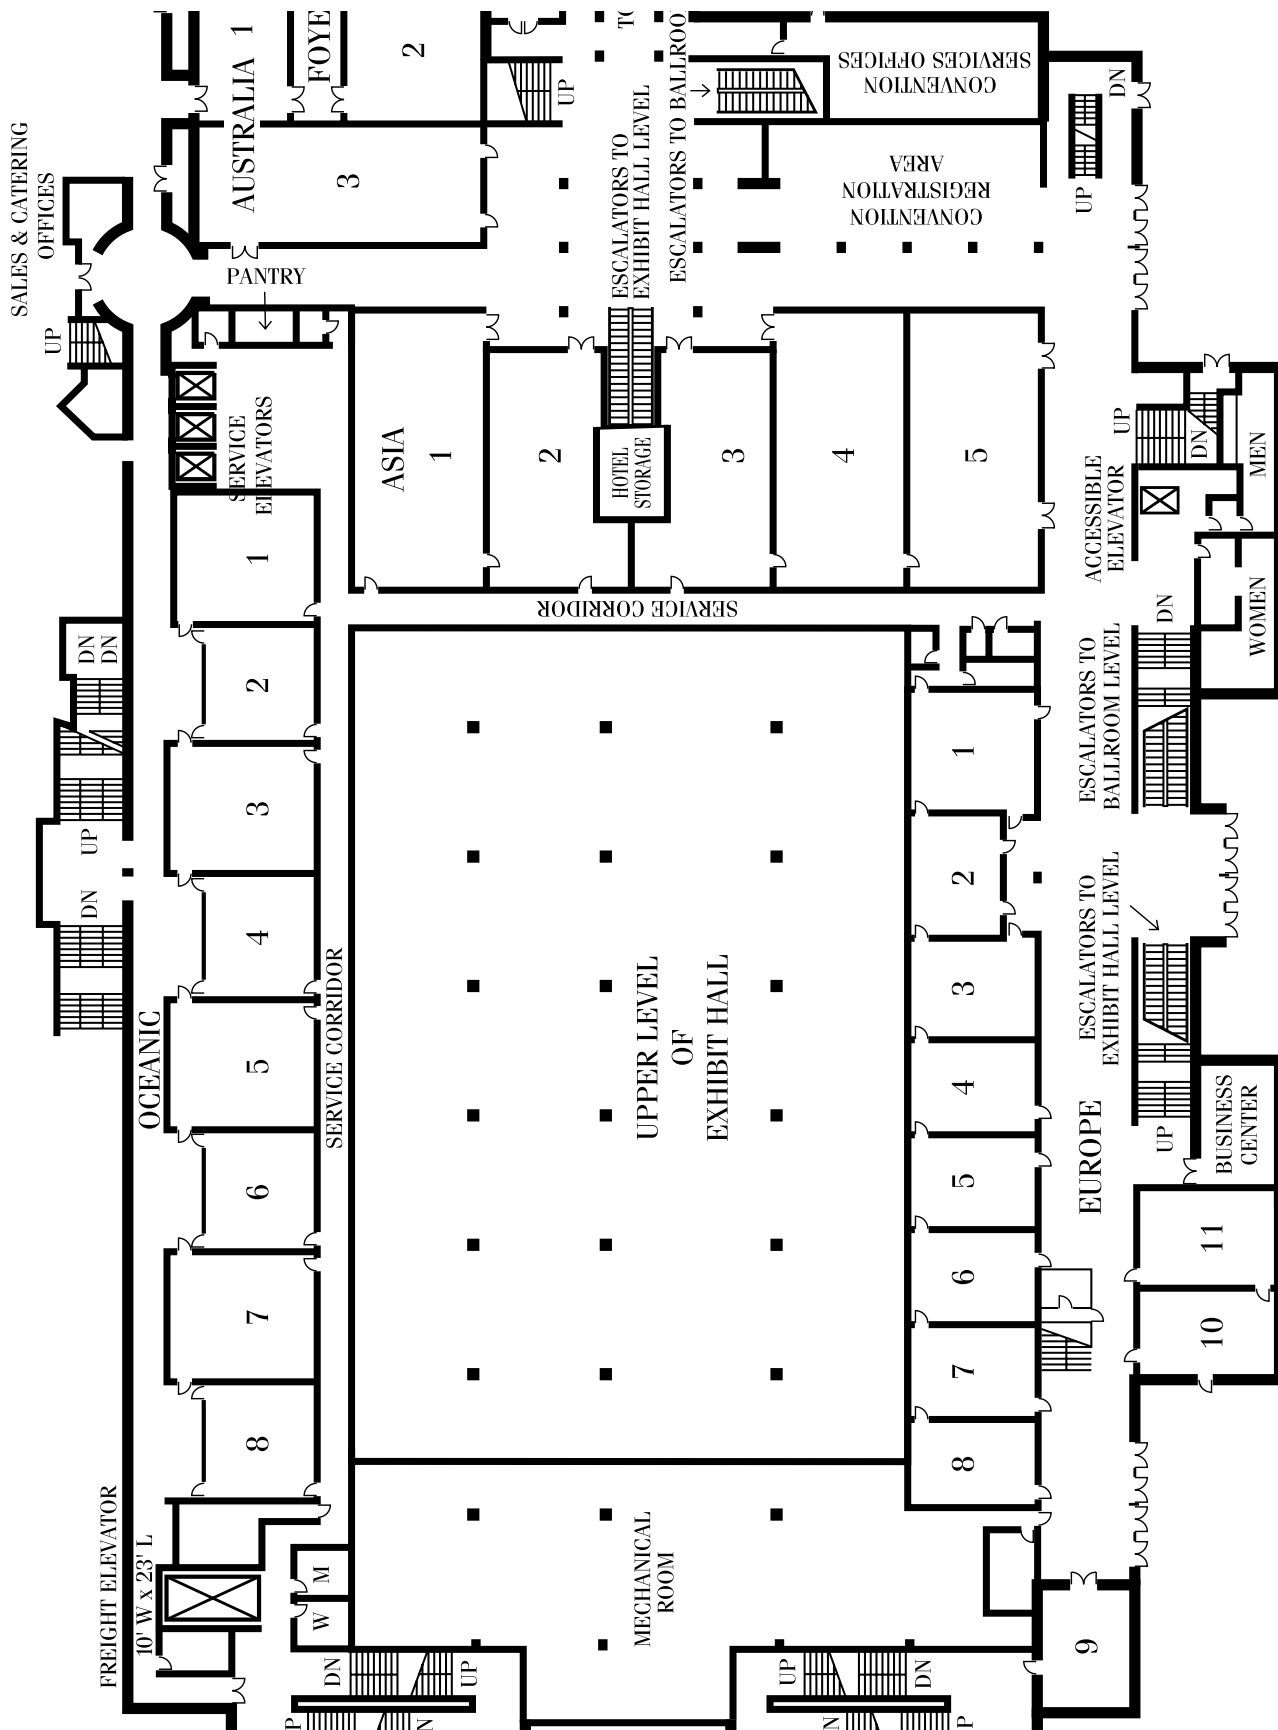 AUSTRALIA 1
FOYE
2
3
UP
TO
ESCALATORS TO BALLROO
ESCALATORS TO
EXHIBIT HALL LEVEL
CONVENTION
SERVICES OFFICES
CONVENTION
REGISTRATION
AREA
DN
UP
SALES & CATERING
OFFICES
UP
PANTRY
SERVICE
ELEVATORS
ASIA
1
2
HOTEL
STORAGE
3
4
5
UP
DN
MEN
ACCESSIBLE
ELEVATOR
WOMEN
DN
SERVICE CORRIDOR
ESCALATORS TO
BALLROOM LEVEL
DN
DN
UP
DN
OCEANIC
1
2
3
4
5
6
7
8
SERVICE CORRIDOR
UPPER LEVEL
OF
EXHIBIT HALL
1
2
3
4
5
6
7
8
ESCALATORS TO
EXHIBIT HALL LEVEL
EUROPE
UP
BUSINESS
CENTER
11
10
9
FREIGHT ELEVATOR
10' W x 23' L
M
W
MECHANICAL
ROOM
DN
UP
UP
DN
P
N
N
P